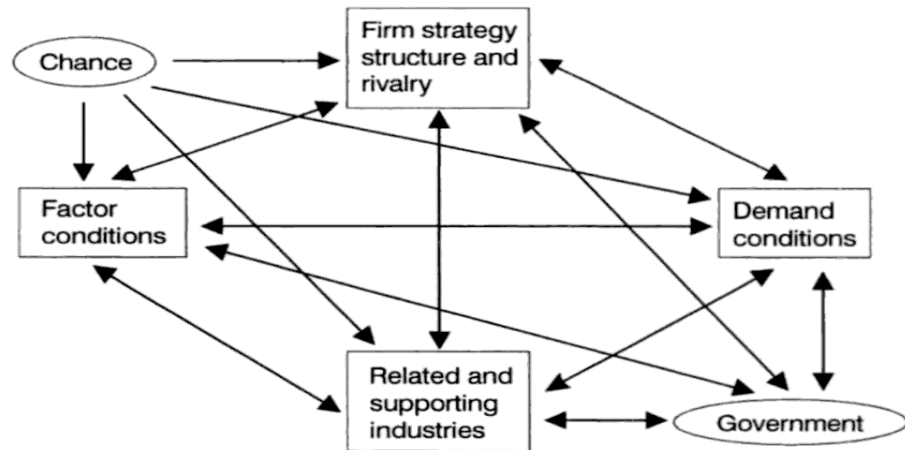 Firm strategy
structure and
rivalry
Chance
Factor
conditions
Demand
conditions
Related and
supporting
industries
Government